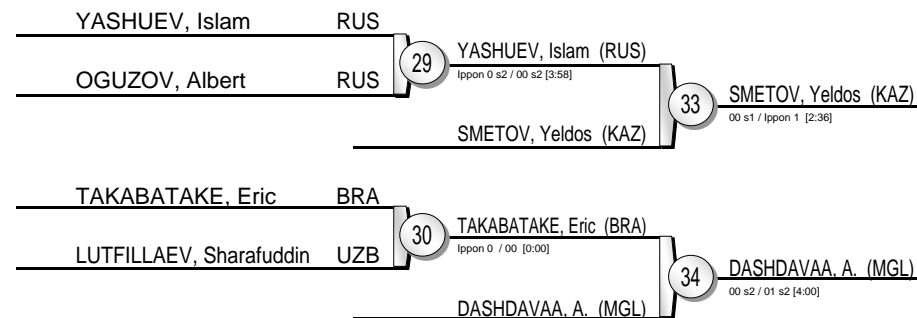 YASHUEV, Islam RUS
OGUZOV, Albert RUS
29
YASHUEV, Islam (RUS)
Ippon 0 s2 / 00 s2 [3:58]
SMETOV, Yeldos (KAZ)
33
SMETOV, Yeldos (KAZ)
00 s1 / Ippon 1 [2:36]
TAKABATAKE, Eric BRA
LUTFILLAEV, Sharafuddin UZB
30
TAKABATAKE, Eric (BRA)
Ippon 0 / 00 [0:00]
DASHDAVAA, A. (MGL)
34
DASHDAVAA, A. (MGL)
00 s2 / 01 s2 [4:00]